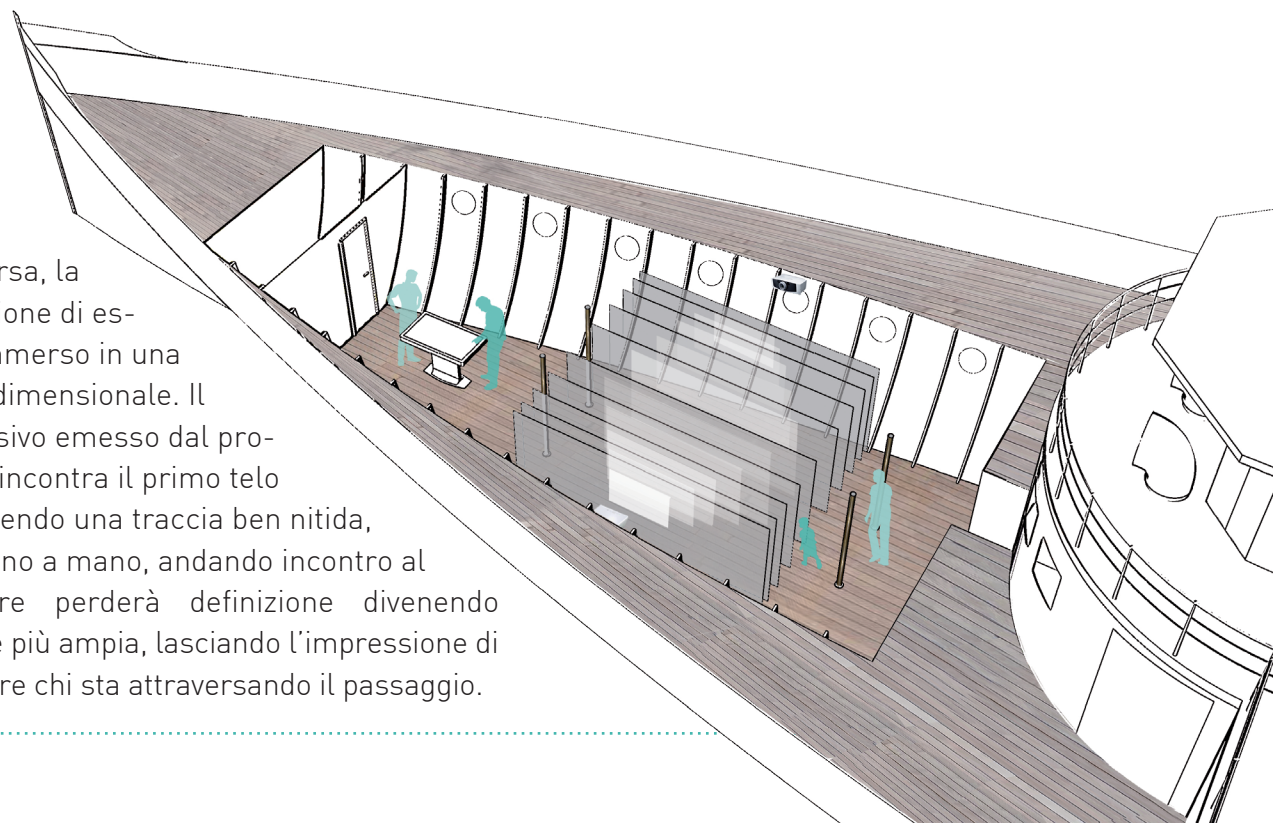 rsa, la
one di es-
mmerso in una
dimensionale. Il
sivo emesso dal pro-
incontra il primo telo
endo una traccia ben nitida,
no a mano, andando incontro al
re perderà definizione divenendo
e più ampia, lasciando l’impressione di
re chi sta attraversando il passaggio.